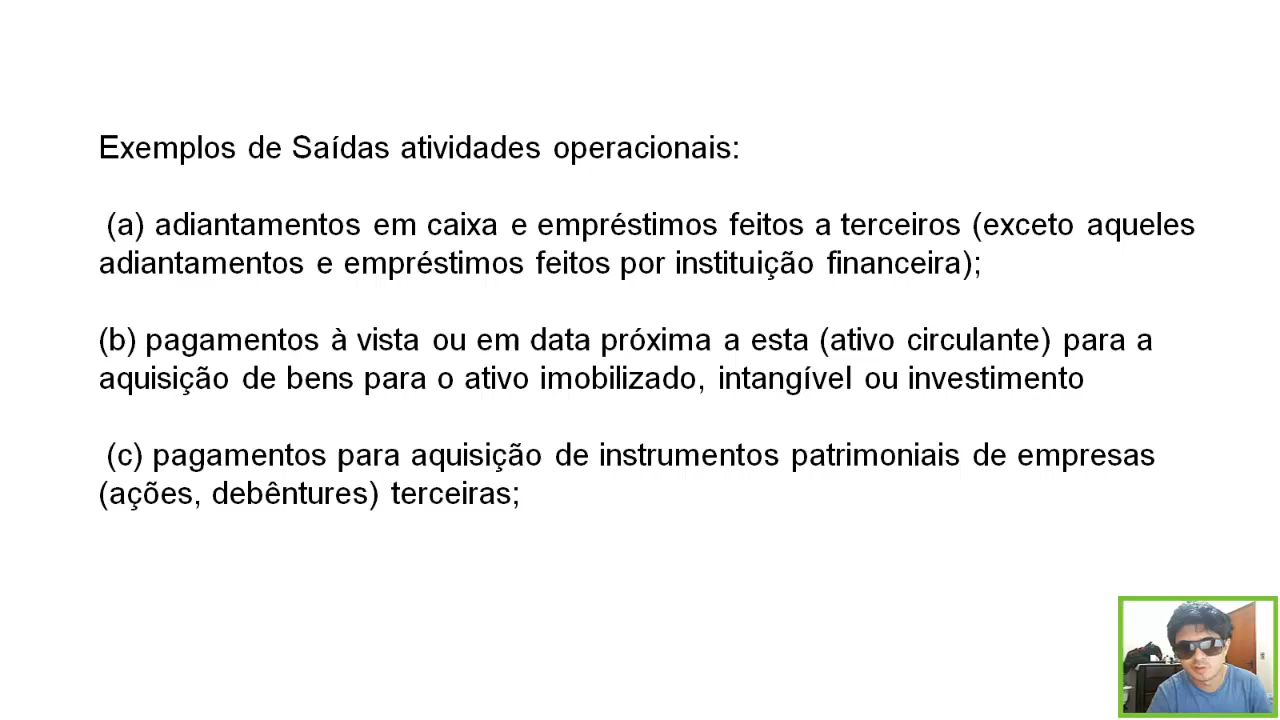 Exemplos de Saídas atividades operacionais:
(a) adiantamentos em caixa e empréstimos feitos a terceiros (exceto aqueles
adiantamentos e empréstimos feitos por instituição financeira);
(b) pagamentos à vista ou em data próxima a esta (ativo circulante) para a
aquisição de bens para o ativo imobilizado, intangível ou investimento
(c) pagamentos para aquisição de instrumentos patrimoniais de empresas
(ações, debêntures) terceiras;